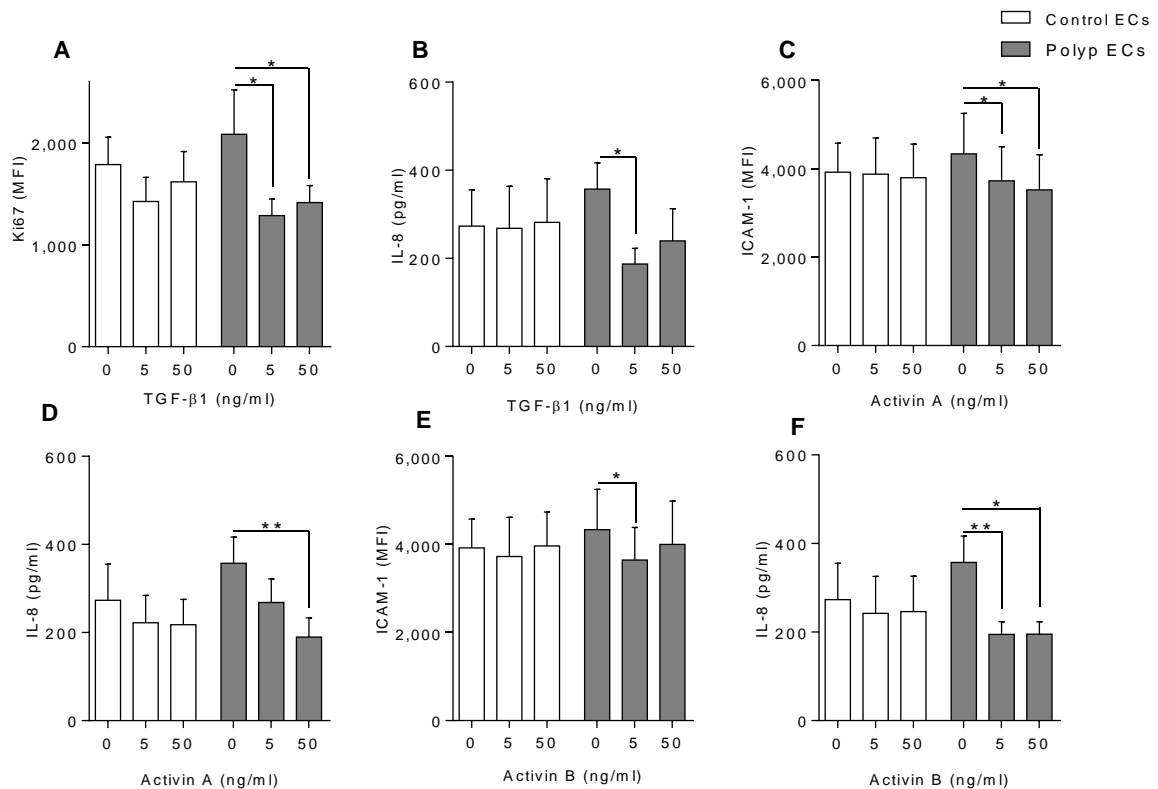 Control ECs
Polyp ECs
A
Ki67 (MFI)
2,000
1,000
0
*
*
0 5 50 0 5 50
TGF-β1 (ng/ml)
B
IL-8 (pg/ml)
600
400
200
0
*
0 5 50 0 5 50
TGF-β1 (ng/ml)
C
ICAM-1 (MFI)
6,000
4,000
2,000
0
*
*
0 5 50 0 5 50
Activin A (ng/ml)
D
IL-8 (pg/ml)
600
400
200
0
**
0 5 50 0 5 50
Activin A (ng/ml)
E
ICAM-1 (MFI)
6,000
4,000
2,000
0
*
0 5 50 0 5 50
Activin B (ng/ml)
F
IL-8 (pg/ml)
600
400
200
0
*
**
0 5 50 0 5 50
Activin B (ng/ml)